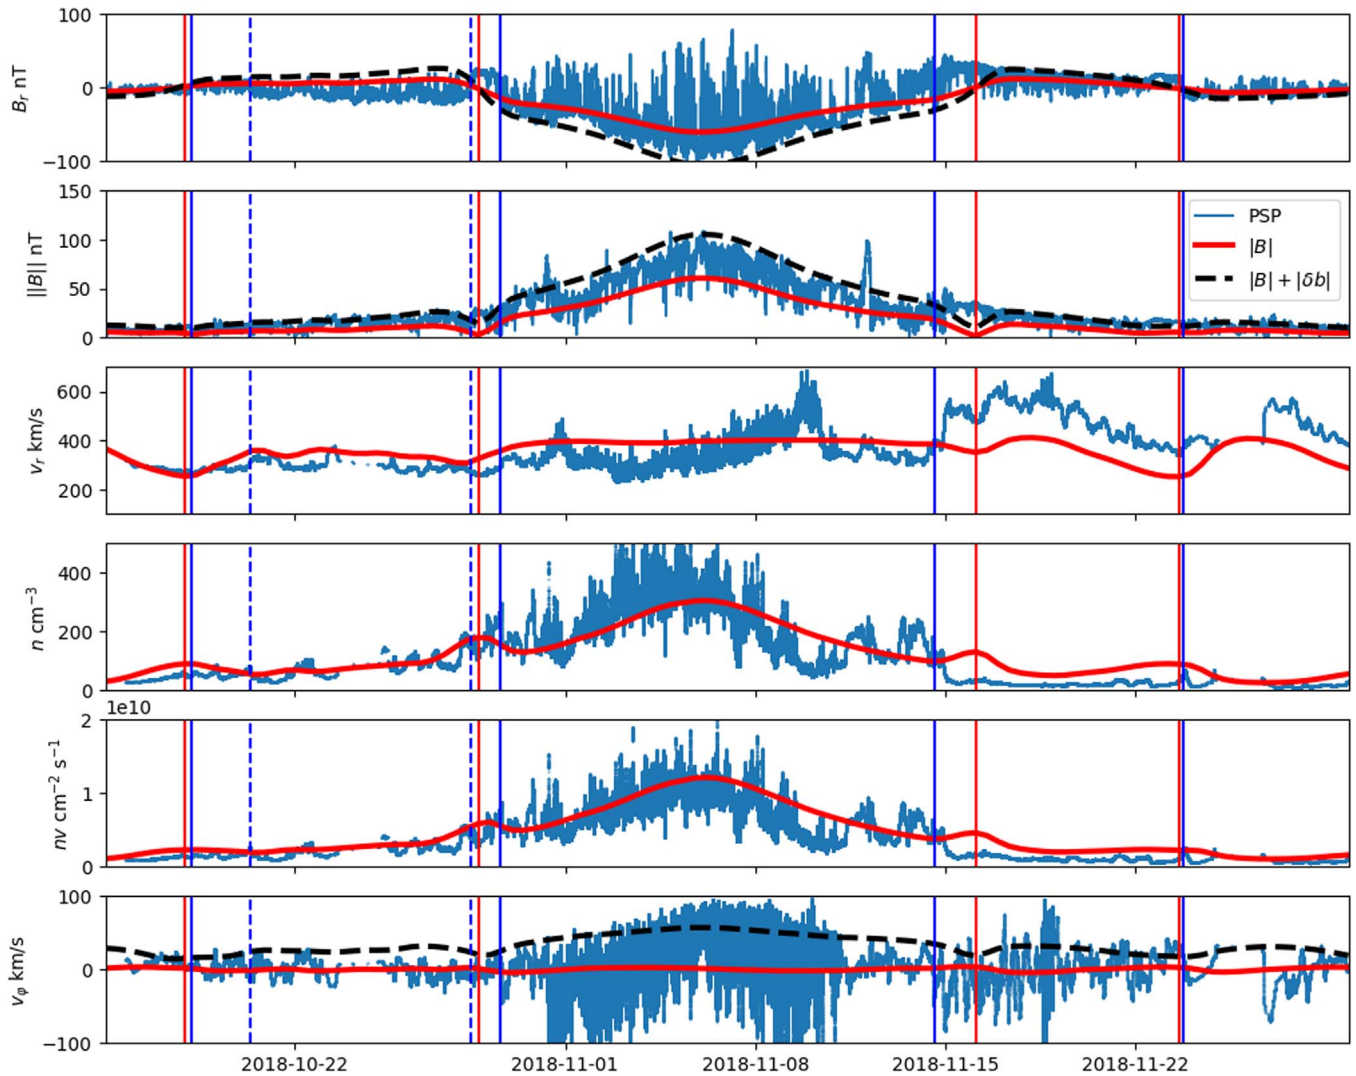 100
0
−100
B_r nT
150
100
50
0
||B|| nT
PSP
|B|
|B| + |δb|
600
400
200
v_r km/s
400
200
0
n cm⁻³
1e10
2
1
0
nv cm⁻² s⁻¹
100
0
−100
v_φ km/s
2018-10-22 2018-11-01 2018-11-08 2018-11-15 2018-11-22